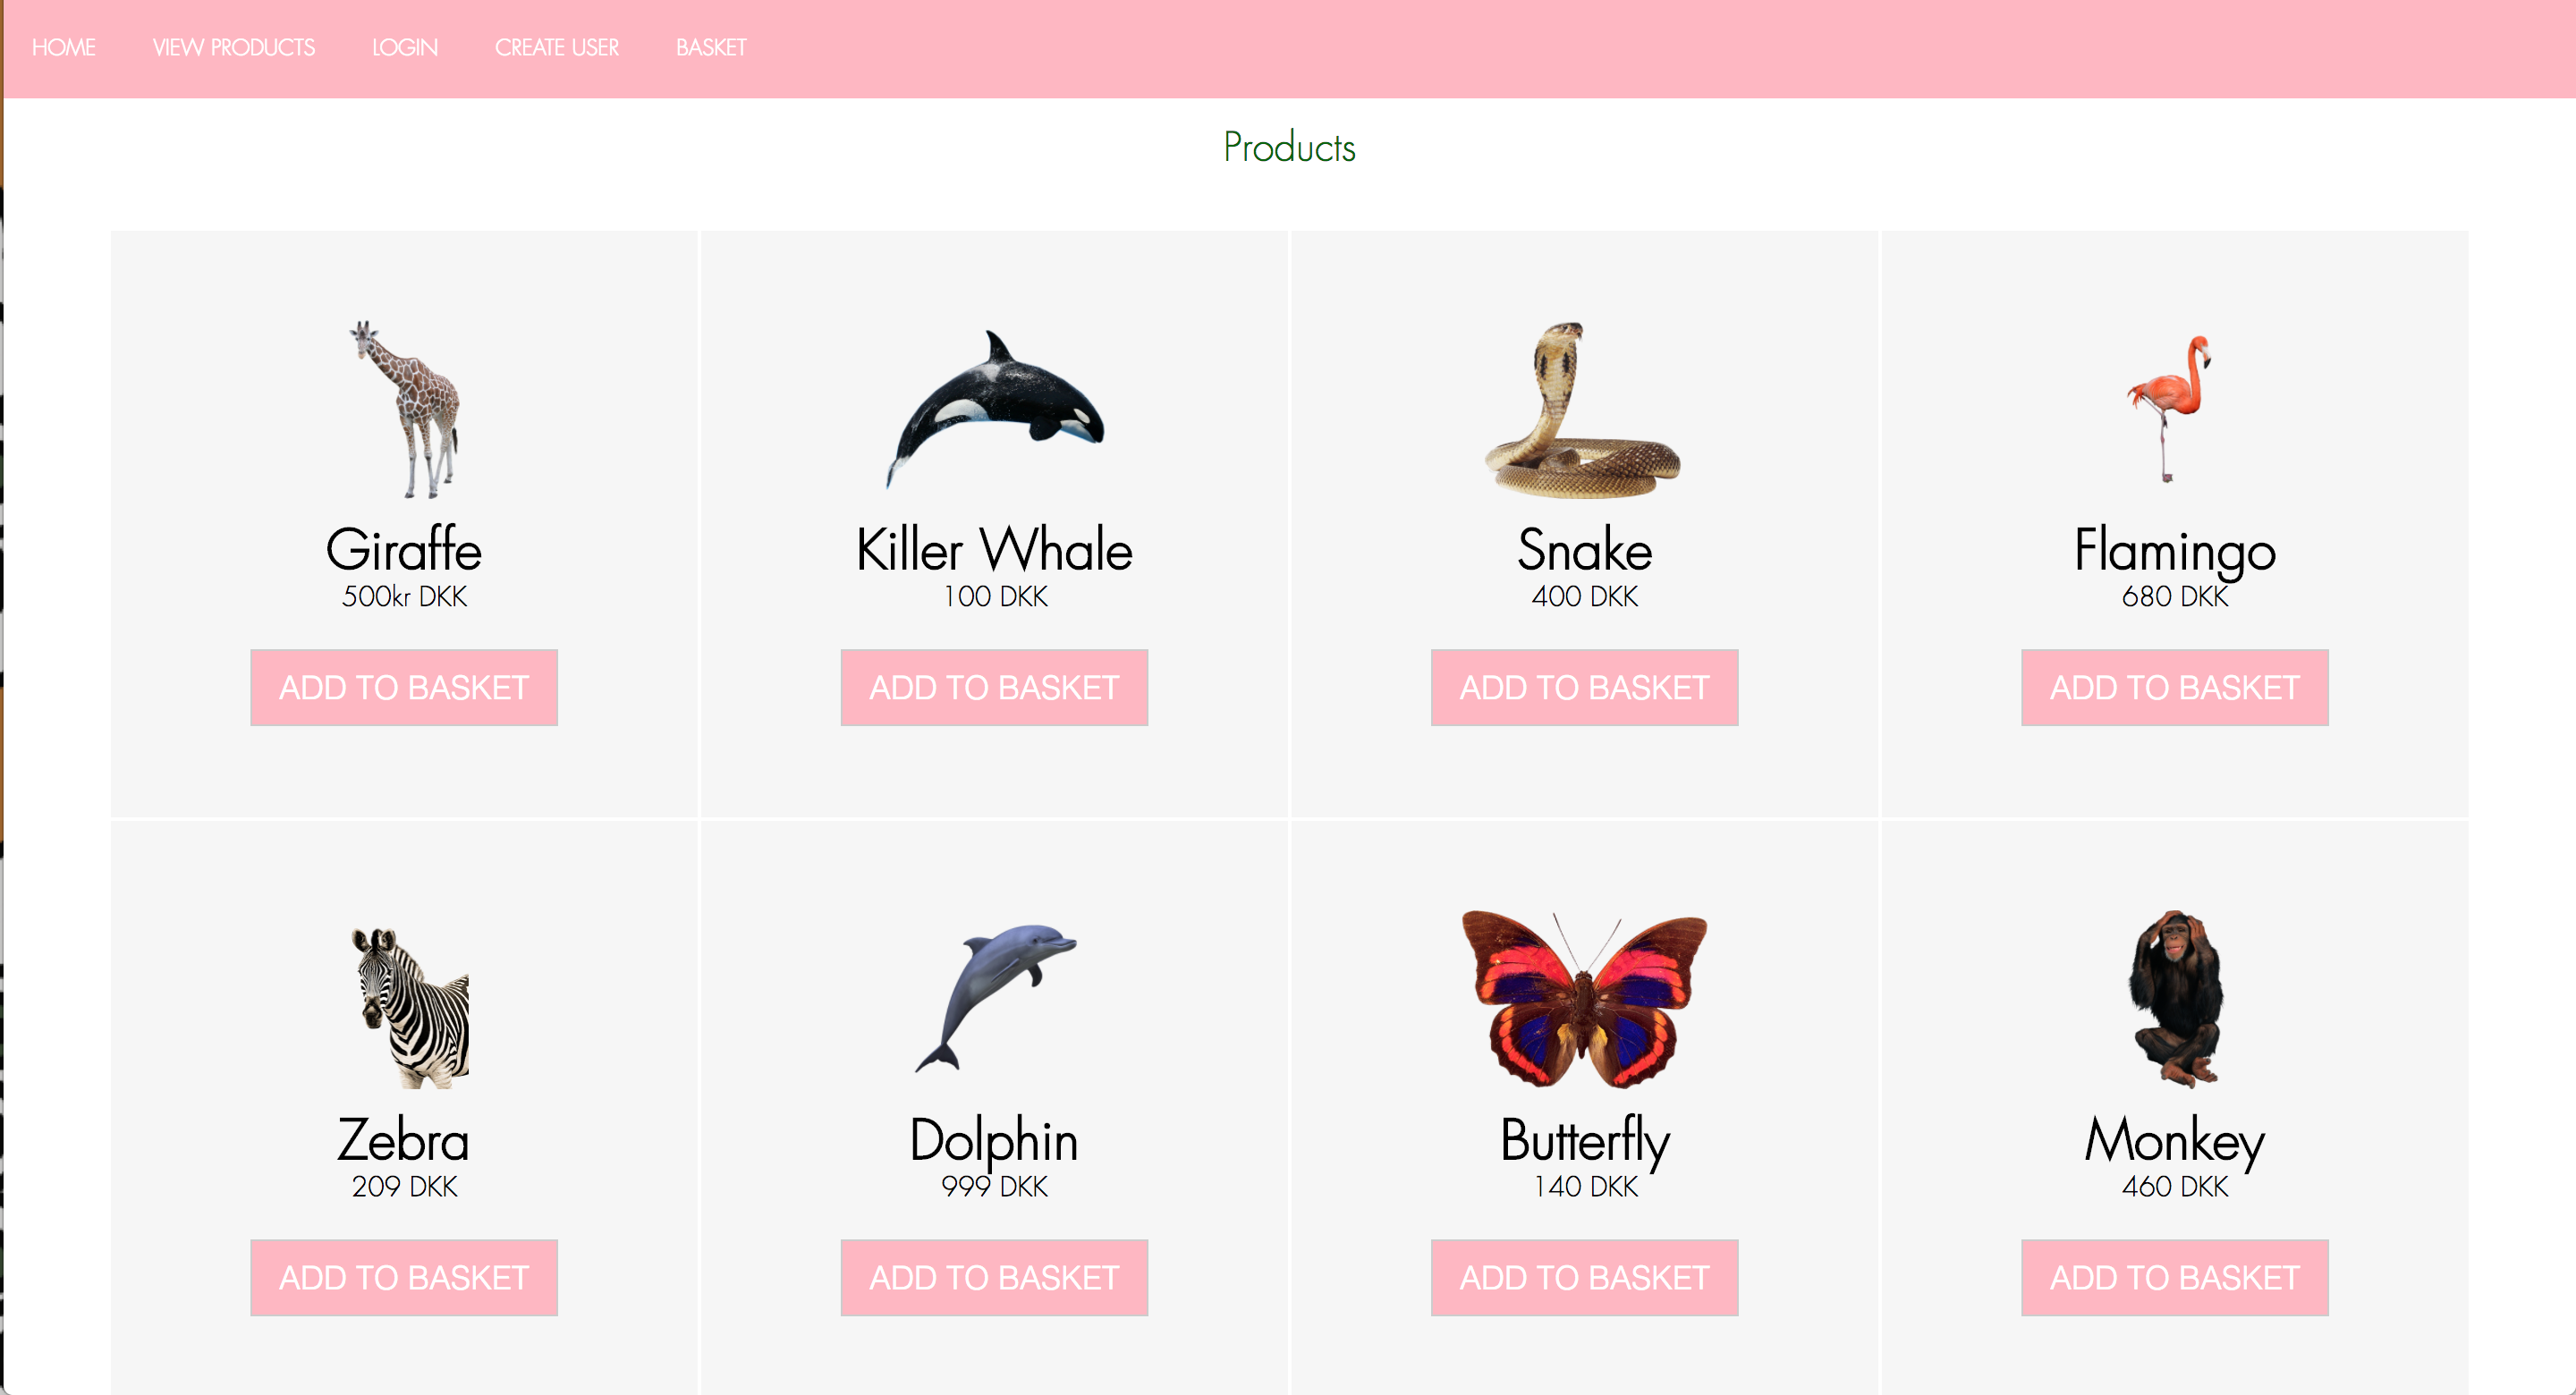 HOME VIEW PRODUCTS LOGIN CREATE USER BASKET
Products
Giraffe
500kr DKK
ADD TO BASKET
Killer Whale
100 DKK
ADD TO BASKET
Snake
400 DKK
ADD TO BASKET
Flamingo
680 DKK
ADD TO BASKET
Zebra
209 DKK
ADD TO BASKET
Dolphin
999 DKK
ADD TO BASKET
Butterfly
140 DKK
ADD TO BASKET
Monkey
460 DKK
ADD TO BASKET